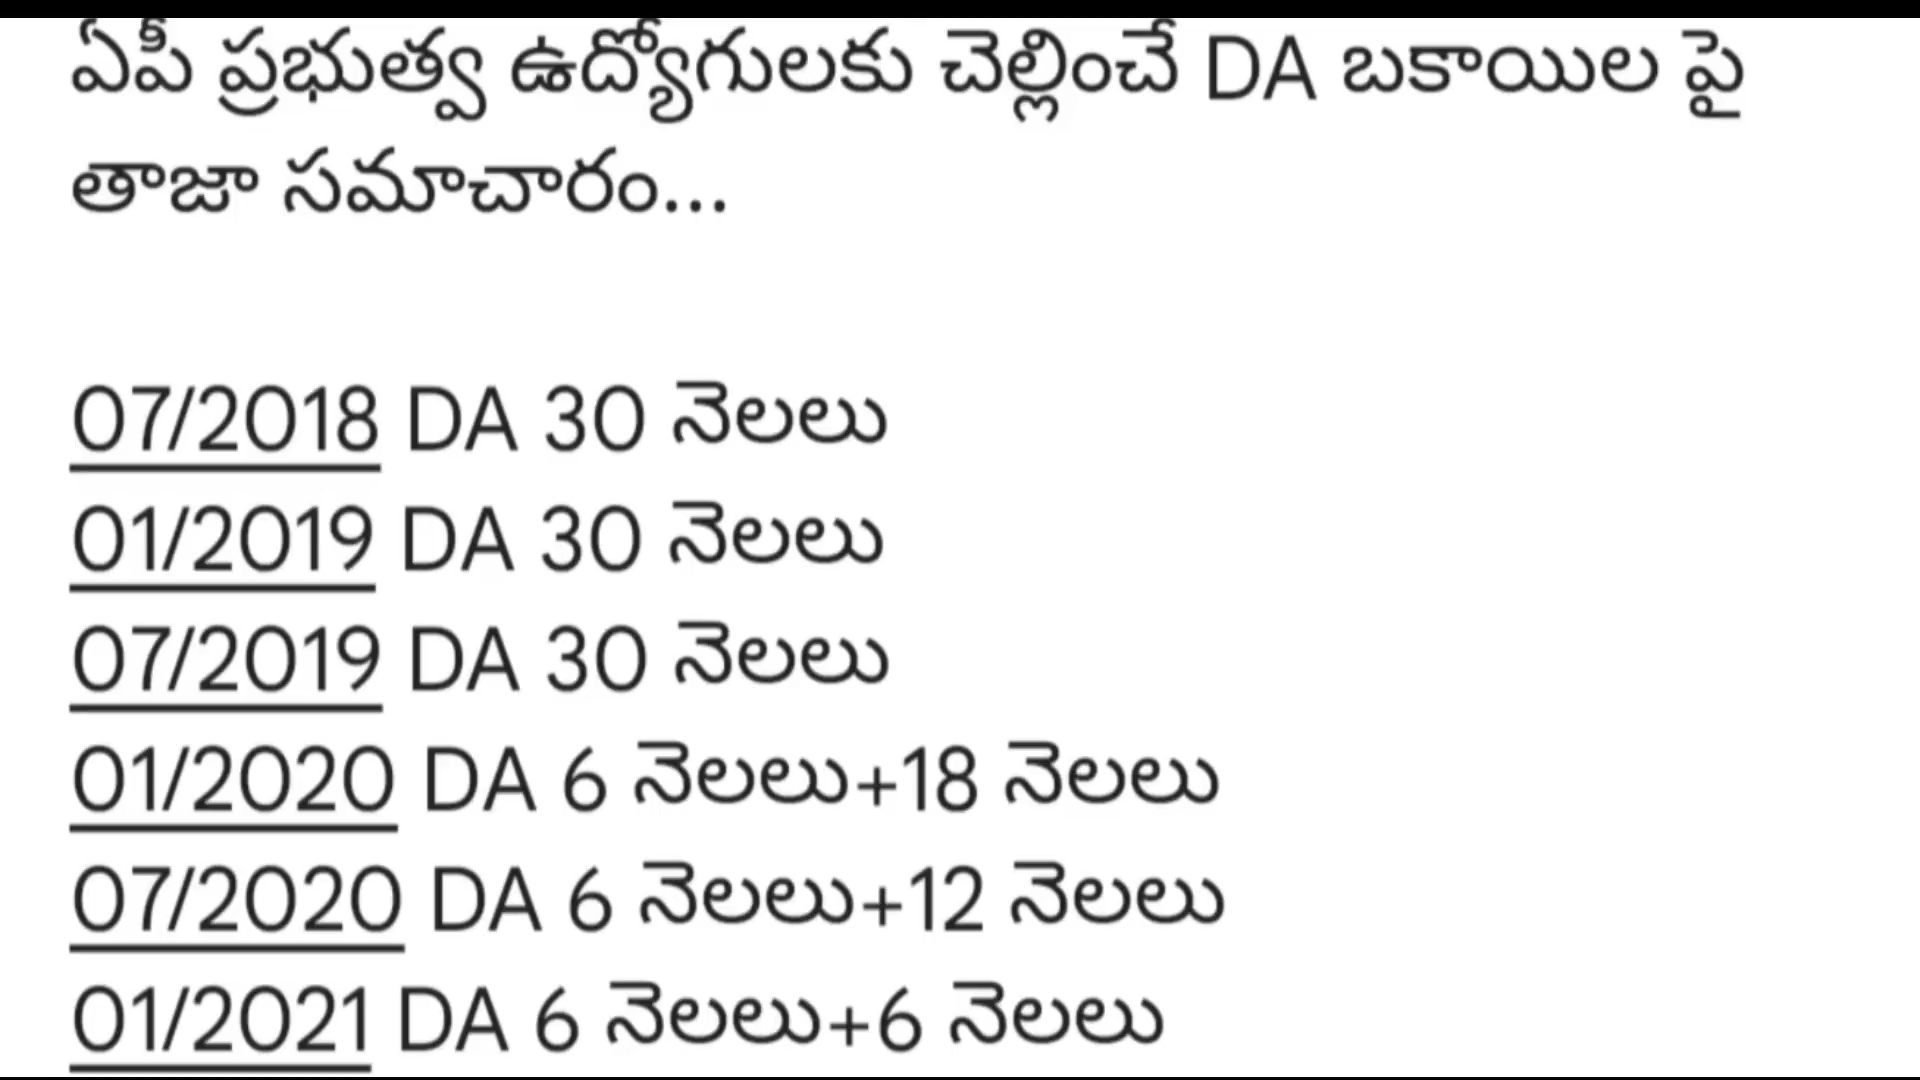 ఏపీ ప్రభుత్వ ఉద్యోగులకు చెల్లించే DA బకాయిల పై
తాజా సమాచారం...
07/2018 DA 30 నెలలు
01/2019 DA 30 నెలలు
07/2019 DA 30 నెలలు
01/2020 DA 6 నెలలు+18 నెలలు
07/2020 DA 6 నెలలు+12 నెలలు
01/2021 DA 6 నెలలు+6 నెలలు